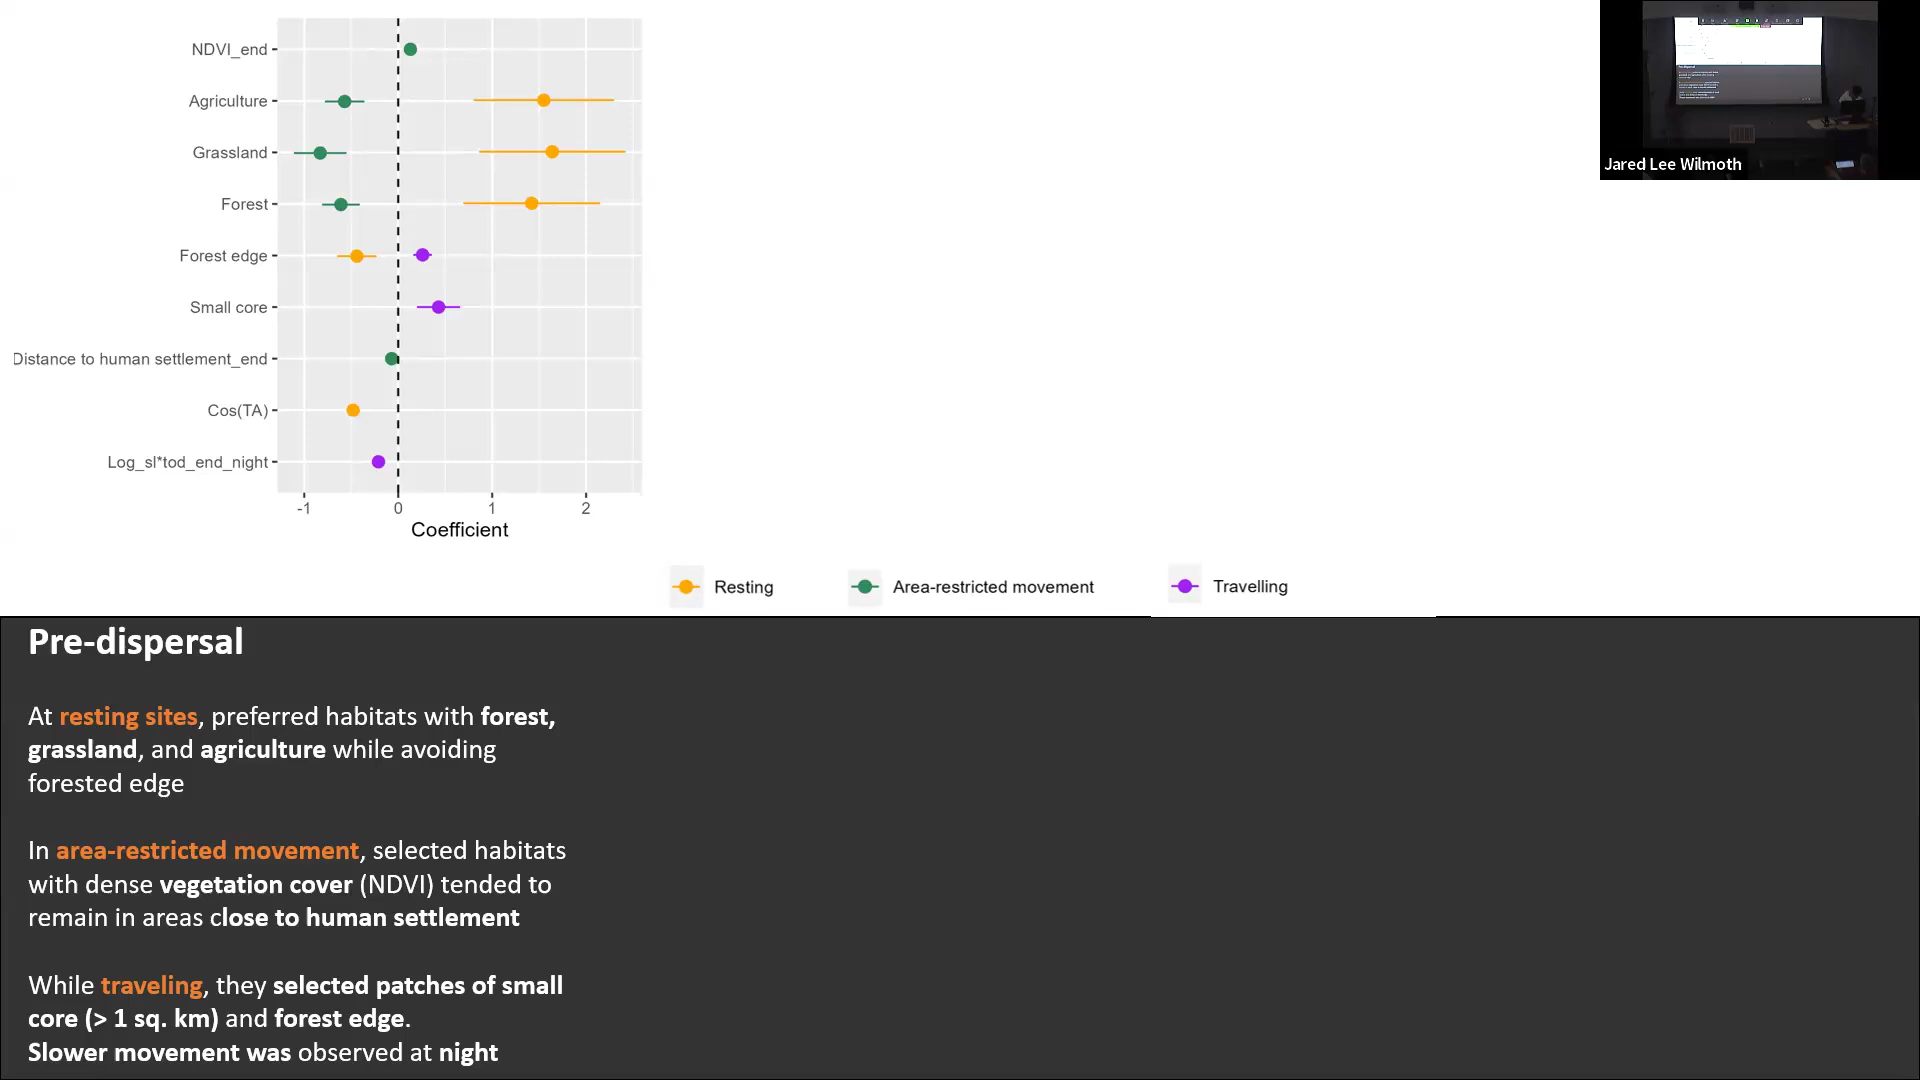 NDVI_end
Agriculture
Grassland
Forest
Forest edge
Small core
Distance to human settlement_end
Cos(TA)
Log_sl*tod_end_night
-1 0 1 2
Coefficient
Resting Area-restricted movement Travelling
Jared Lee Wilmoth
Pre-dispersal
At resting sites, preferred habitats with forest,
grassland, and agriculture while avoiding
forested edge
In area-restricted movement, selected habitats
with dense vegetation cover (NDVI) tended to
remain in areas close to human settlement
While traveling, they selected patches of small
core (> 1 sq. km) and forest edge.
Slower movement was observed at night